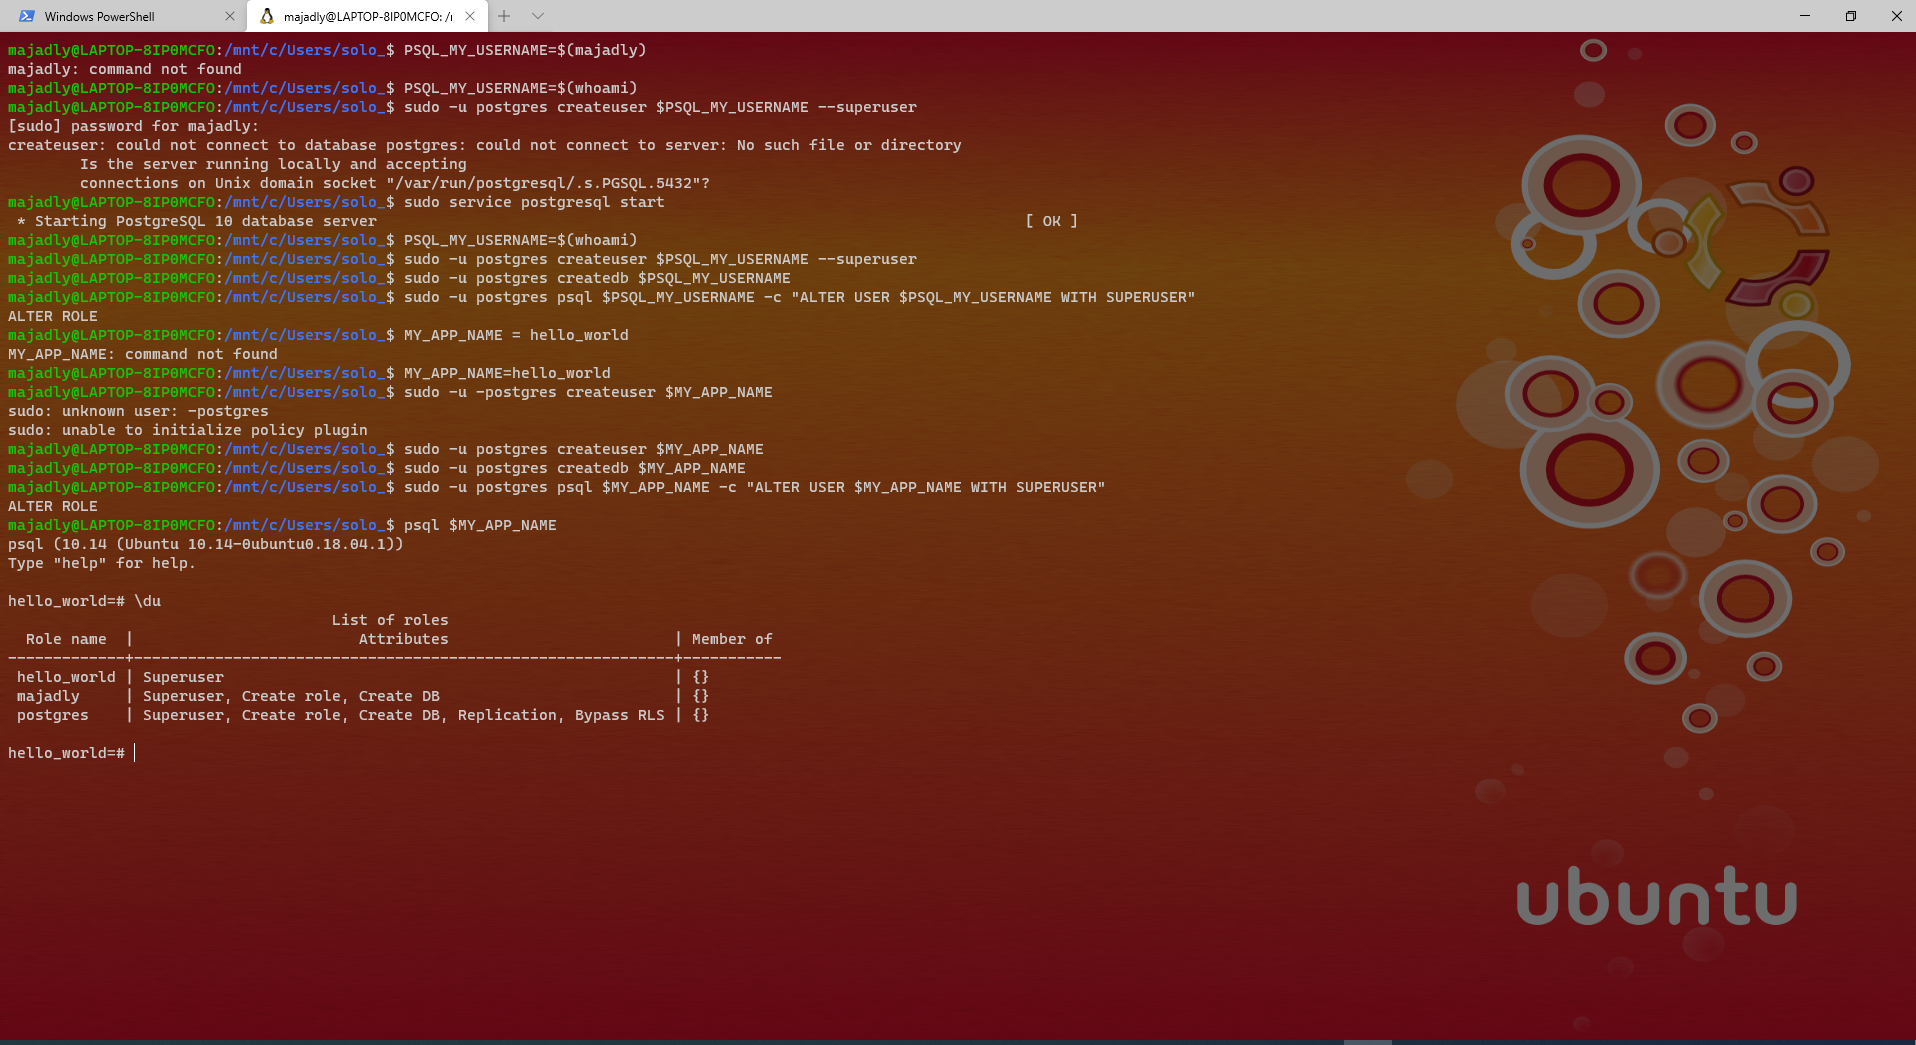 Windows PowerShell
majadly@LAPTOP-8IP0MCFO: /r
majadly@LAPTOP-8IP0MCFO:/mnt/c/Users/solo_$ PSQL_MY_USERNAME=$(majadly)
majadly: command not found
majadly@LAPTOP-8IP0MCFO:/mnt/c/Users/solo_$ PSQL_MY_USERNAME=$(whoami)
majadly@LAPTOP-8IP0MCFO:/mnt/c/Users/solo_$ sudo -u postgres createuser $PSQL_MY_USERNAME --superuser
[sudo] password for majadly:
createuser: could not connect to database postgres: could not connect to server: No such file or directory
        Is the server running locally and accepting
        connections on Unix domain socket "/var/run/postgresql/.s.PGSQL.5432"?
majadly@LAPTOP-8IP0MCFO:/mnt/c/Users/solo_$ sudo service postgresql start
 * Starting PostgreSQL 10 database server                                                                        [ OK ]
majadly@LAPTOP-8IP0MCFO:/mnt/c/Users/solo_$ PSQL_MY_USERNAME=$(whoami)
majadly@LAPTOP-8IP0MCFO:/mnt/c/Users/solo_$ sudo -u postgres createuser $PSQL_MY_USERNAME --superuser
majadly@LAPTOP-8IP0MCFO:/mnt/c/Users/solo_$ sudo -u postgres createdb $PSQL_MY_USERNAME
majadly@LAPTOP-8IP0MCFO:/mnt/c/Users/solo_$ sudo -u postgres psql $PSQL_MY_USERNAME -c "ALTER USER $PSQL_MY_USERNAME WITH SUPERUSER"
ALTER ROLE
majadly@LAPTOP-8IP0MCFO:/mnt/c/Users/solo_$ MY_APP_NAME = hello_world
MY_APP_NAME: command not found
majadly@LAPTOP-8IP0MCFO:/mnt/c/Users/solo_$ MY_APP_NAME=hello_world
majadly@LAPTOP-8IP0MCFO:/mnt/c/Users/solo_$ sudo -u -postgres createuser $MY_APP_NAME
sudo: unknown user: -postgres
sudo: unable to initialize policy plugin
majadly@LAPTOP-8IP0MCFO:/mnt/c/Users/solo_$ sudo -u postgres createuser $MY_APP_NAME
majadly@LAPTOP-8IP0MCFO:/mnt/c/Users/solo_$ sudo -u postgres createdb $MY_APP_NAME
majadly@LAPTOP-8IP0MCFO:/mnt/c/Users/solo_$ sudo -u postgres psql $MY_APP_NAME -c "ALTER USER $MY_APP_NAME WITH SUPERUSER"
ALTER ROLE
majadly@LAPTOP-8IP0MCFO:/mnt/c/Users/solo_$ psql $MY_APP_NAME
psql (10.14 (Ubuntu 10.14-0ubuntu0.18.04.1))
Type "help" for help.
hello_world=# \du
                                    List of roles
  Role name  |                         Attributes                         | Member of
-------------+------------------------------------------------------------+-----------
 hello_world | Superuser                                                  | {}
 majadly     | Superuser, Create role, Create DB                          | {}
 postgres    | Superuser, Create role, Create DB, Replication, Bypass RLS | {}
hello_world=#
ubuntu